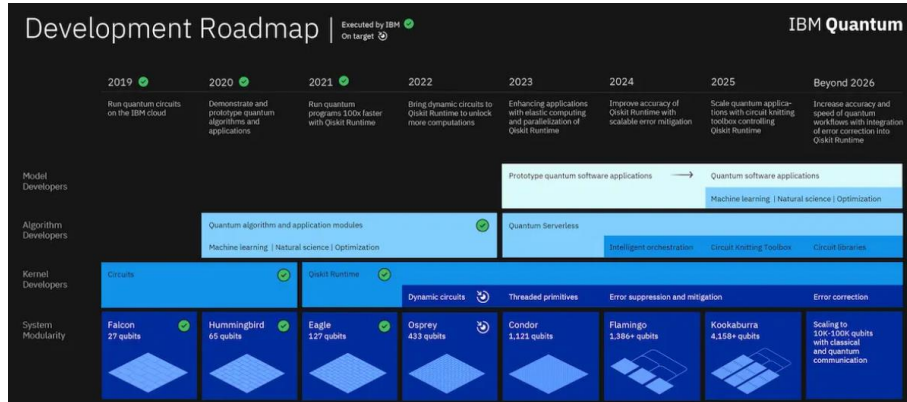 Development Roadmap
Executed by IBM
On target
IBM Quantum
2019
Run quantum circuits
on the IBM cloud
2020
Demonstrate and
prototype quantum
algorithms and
applications
2021
Run quantum
programs 100x faster
with Qiskit Runtime
2022
Bring dynamic circuits to
Qiskit Runtime to unlock
more computations
2023
Enhancing applications
with elastic computing
and parallelization of
Qiskit Runtime
2024
Improve accuracy of
Qiskit Runtime with
scalable error mitigation
2025
Scale quantum applica-
tions with circuit knitting
toolbox controlling
Qiskit Runtime
Beyond 2026
Increase accuracy and
speed of quantum
workflows with integration
of error correction into
Qiskit Runtime
Model
Developers
Prototype quantum software applications →
Quantum software applications
Machine learning | Natural science | Optimization
Algorithm
Developers
Quantum algorithm and application modules
Machine learning | Natural science | Optimization
Quantum Serverless
Intelligent orchestration
Circuit Knitting Toolbox
Circuit libraries
Kernel
Developers
Circuits
Qiskit Runtime
Dynamic circuits
Threaded primitives
Error suppression and mitigation
Error correction
System
Modularity
Falcon
27 qubits
Hummingbird
65 qubits
Eagle
127 qubits
Osprey
433 qubits
Condor
1,121 qubits
Flamingo
1,386+ qubits
Kookaburra
4,158+ qubits
Scaling to
10K-100K qubits
with classical
and quantum
communication